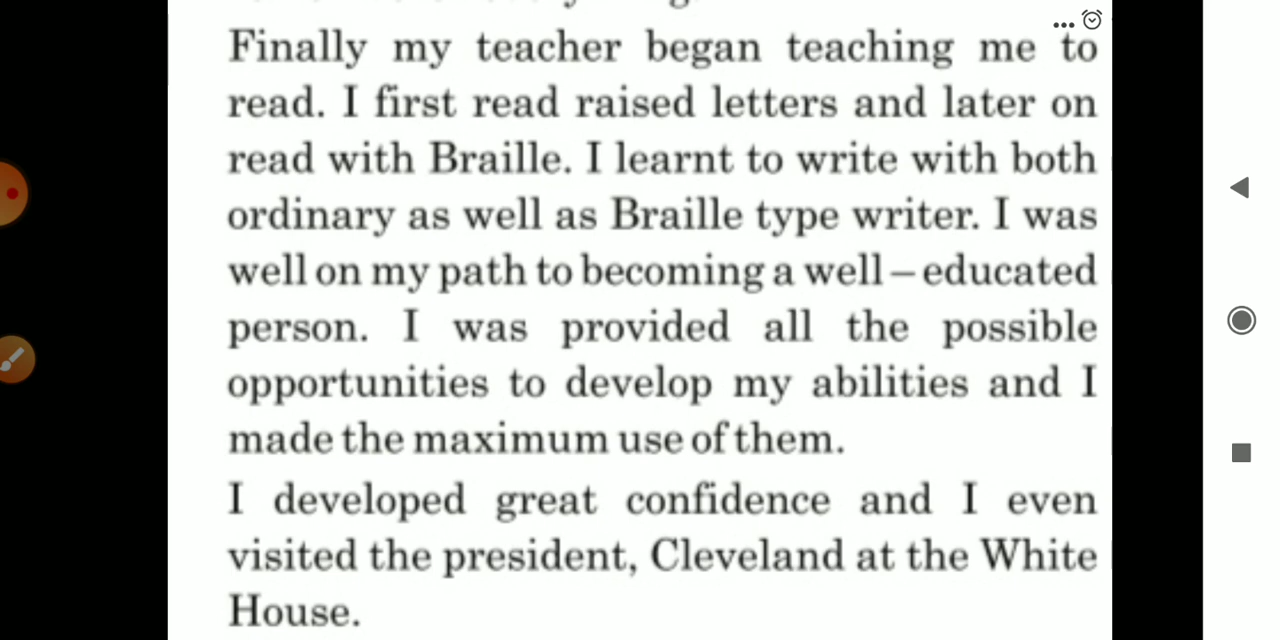 Finally my teacher began teaching me to
read. I first read raised letters and later on
read with Braille. I learnt to write with both
ordinary as well as Braille type writer. I was
well on my path to becoming a well – educated
person. I was provided all the possible
opportunities to develop my abilities and I
made the maximum use of them.
I developed great confidence and I even
visited the president, Cleveland at the White
House.